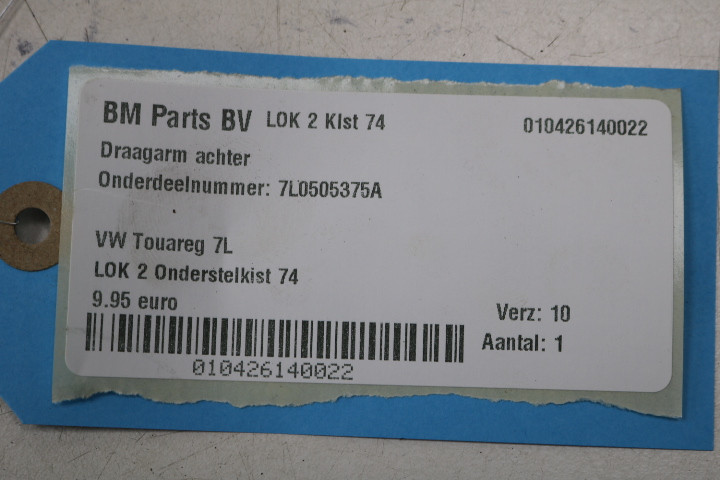 BM Parts BV LOK 2 Klst 74 010426140022
Draagarm achter
Onderdeelnummer: 7L0505375A
VW Touareg 7L
LOK 2 Onderstelkist 74
9.95 euro
Verz: 10
Aantal: 1
010426140022